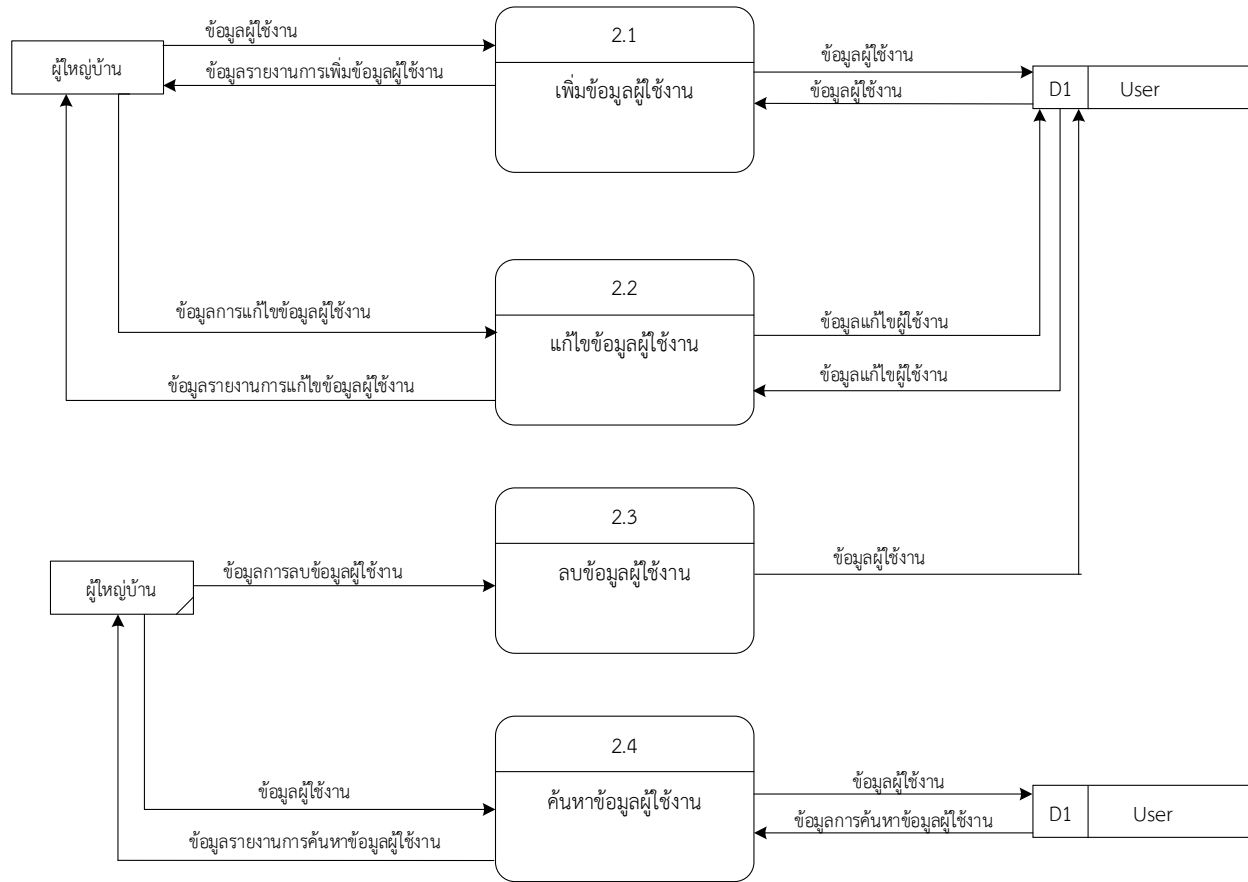 ข้อมูลผู้ใช้งาน
2.1
ผู้ใหญ่บ้าน
ข้อมูลรายงานการเพิ่มข้อมูลผู้ใช้งาน
เพิ่มข้อมูลผู้ใช้งาน
ข้อมูลผู้ใช้งาน
ข้อมูลผู้ใช้งาน
D1 User
2.2
ข้อมูลการแก้ไขข้อมูลผู้ใช้งาน
แก้ไขข้อมูลผู้ใช้งาน
ข้อมูลแก้ไขผู้ใช้งาน
ข้อมูลรายงานการแก้ไขข้อมูลผู้ใช้งาน
ข้อมูลแก้ไขผู้ใช้งาน
2.3
ผู้ใหญ่บ้าน
ข้อมูลการลบข้อมูลผู้ใช้งาน
ลบข้อมูลผู้ใช้งาน
ข้อมูลผู้ใช้งาน
2.4
ข้อมูลผู้ใช้งาน
ค้นหาข้อมูลผู้ใช้งาน
ข้อมูลผู้ใช้งาน
ข้อมูลรายงานการค้นหาข้อมูลผู้ใช้งาน
ข้อมูลการค้นหาข้อมูลผู้ใช้งาน
D1 User